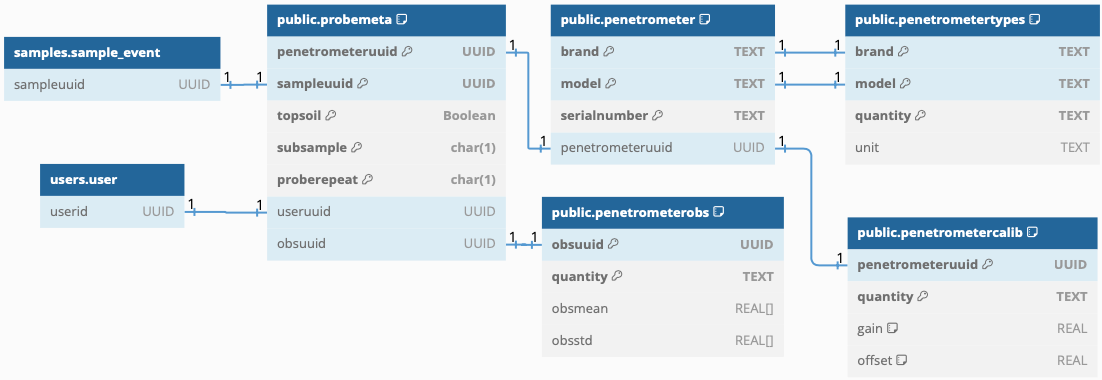 samples.sample_event
sampleuuid UUID
users.user
userid UUID
public.probemeta
penetrometeruuid UUID
sampleuuid UUID
topsoil Boolean
subsample char(1)
proberepeat char(1)
useruuid UUID
obsuuid UUID
public.penetrometer
brand TEXT
model TEXT
serialnumber TEXT
penetrometeruuid UUID
public.penetrometerobs
obsuuid UUID
quantity TEXT
obsmean REAL[]
obsstd REAL[]
public.penetrometertypes
brand TEXT
model TEXT
quantity TEXT
unit TEXT
public.penetrometercalib
penetrometeruuid UUID
quantity TEXT
gain REAL
offset REAL
1 1
1 1
1 1
1 1
1 1
1 1
1 1